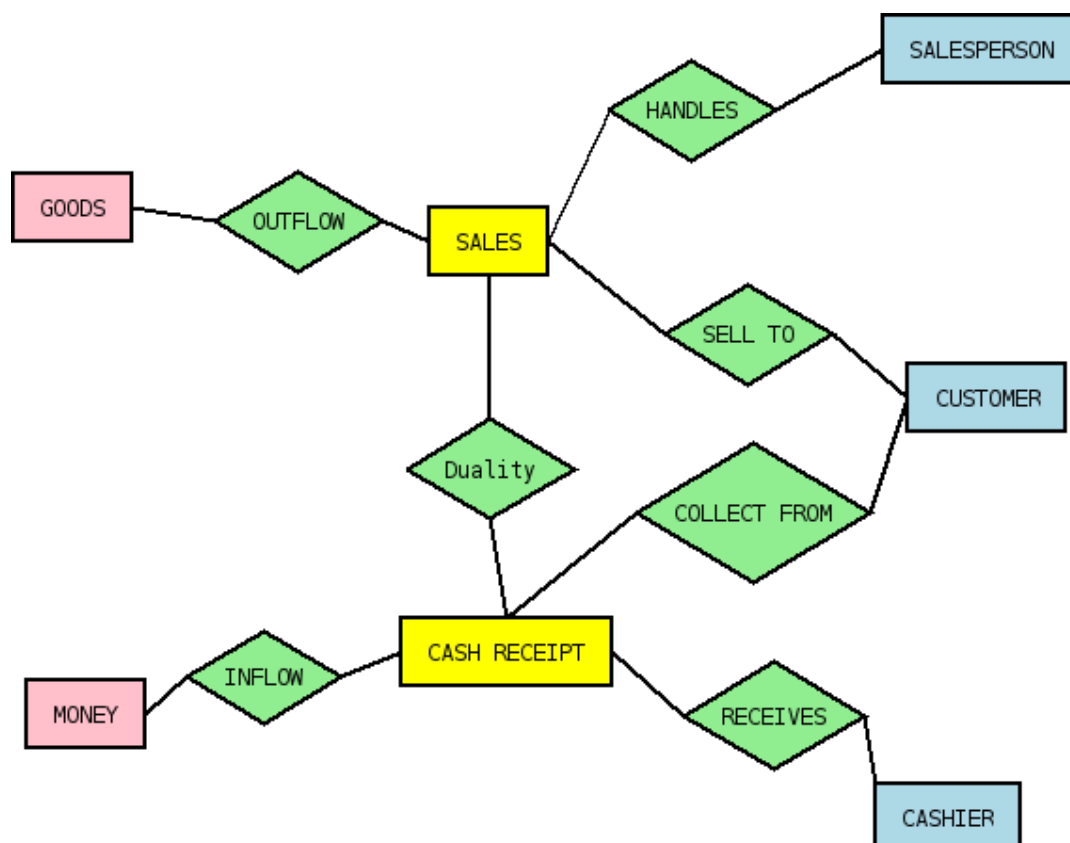 SALESPERSON
HANDLES
GOODS
OUTFLOW
SALES
SELL TO
CUSTOMER
Duality
COLLECT FROM
CASH RECEIPT
INFLOW
MONEY
RECEIVES
CASHIER